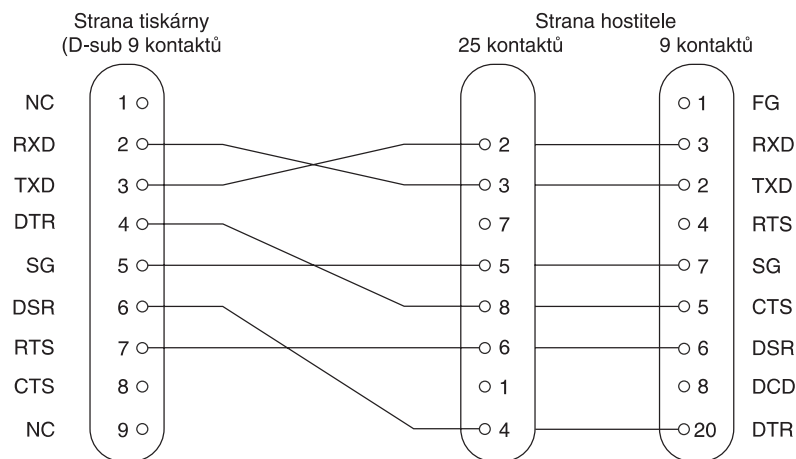 Strana tiskárny
(D-sub 9 kontaktů
Strana hostitele
25 kontaktů 9 kontaků
NC 1 1 FG
RXD 2 2 3 RXD
TXD 3 3 2 TXD
DTR 4 7 4 RTS
SG 5 5 7 SG
DSR 6 8 5 CTS
RTS 7 6 6 DSR
CTS 8 1 8 DCD
NC 9 4 20 DTR